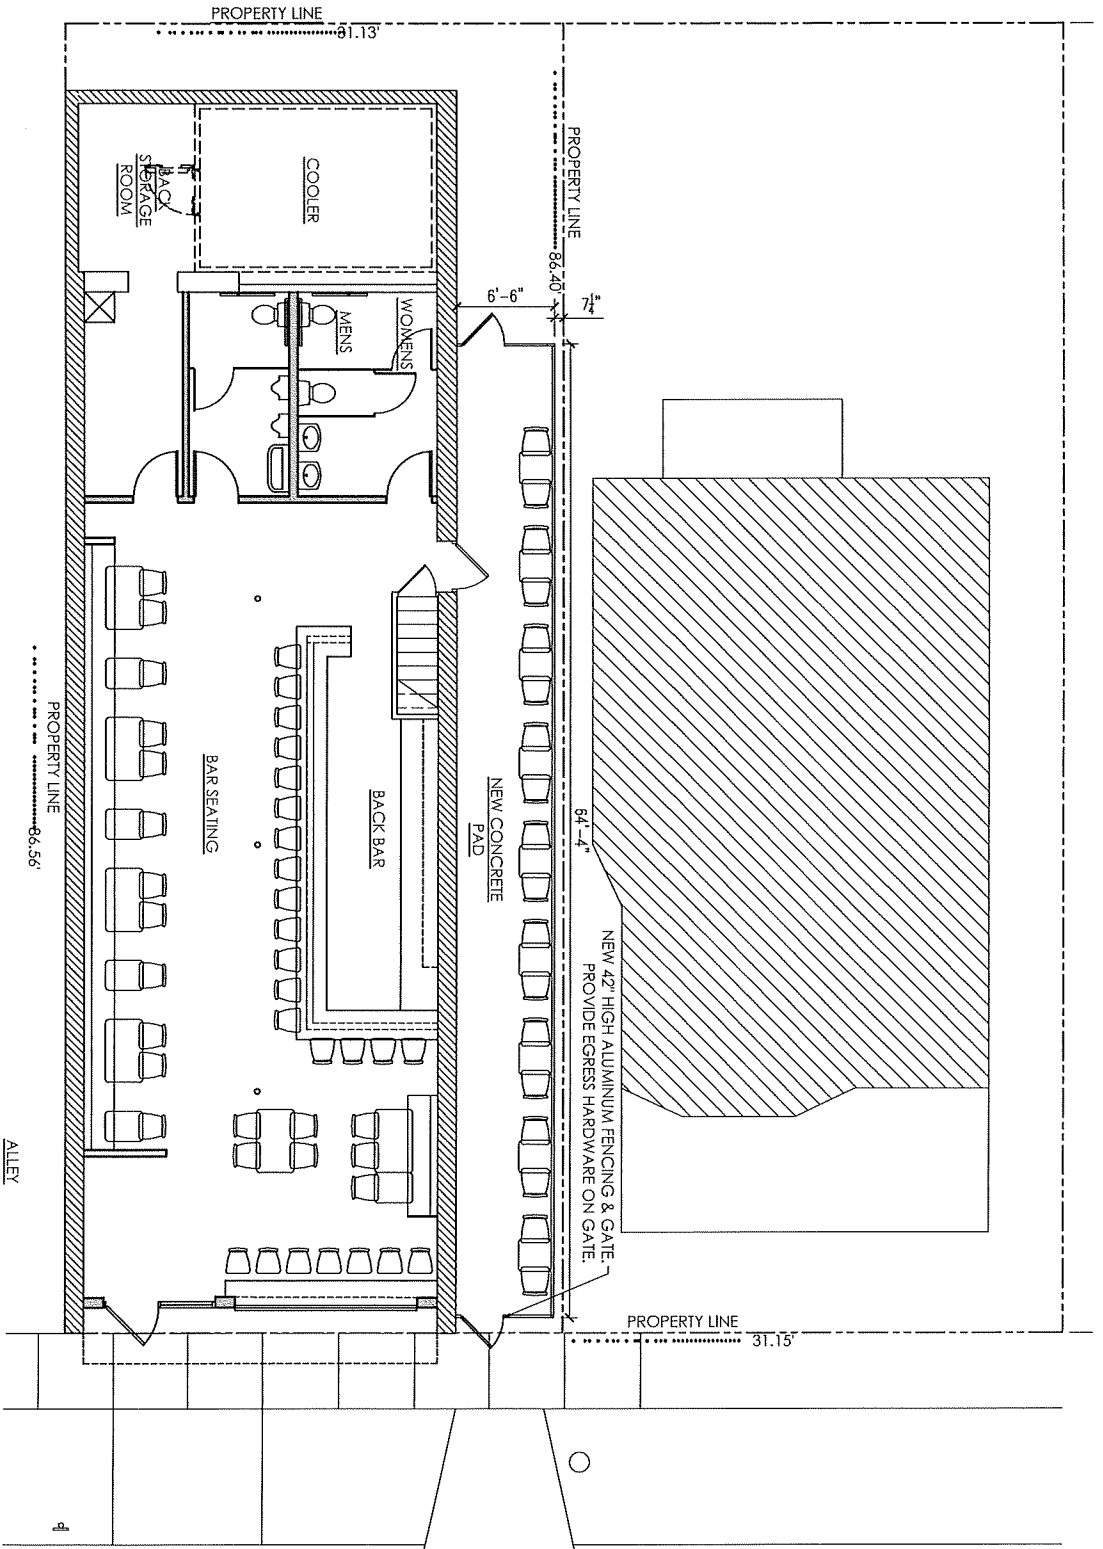 PROPERTY LINE
31.13'
PROPERTY LINE
86.40'
COOLER
BACK
STORAGE
ROOM
6'-6"
7¼"
MENS
WOMENS
PROPERTY LINE
86.56'
BAR SEATING
BACK BAR
NEW CONCRETE
PAD
64'-4"
NEW 42" HIGH ALUMINUM FENCING & GATE.
PROVIDE EGRESS HARDWARE ON GATE.
ALLEY
PROPERTY LINE
31.15'